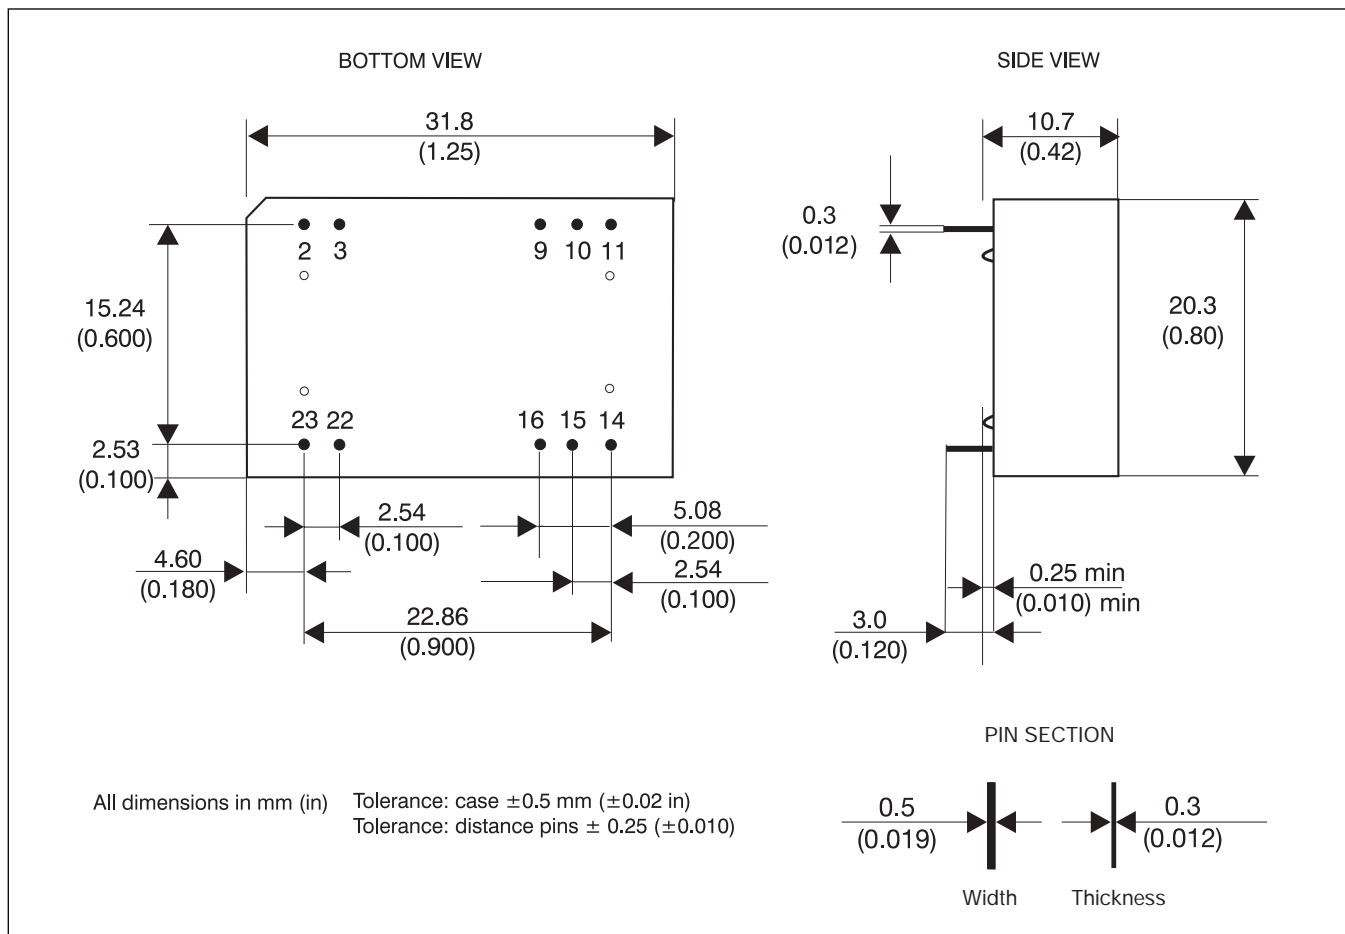 BOTTOM VIEW
SIDE VIEW
31.8
(1.25)
10.7
(0.42)
0.3
(0.012)
2 3 9 10 11
15.24
(0.600)
20.3
(0.80)
23 22 16 15 14
2.53
(0.100)
2.54
(0.100)
5.08
(0.200)
4.60
(0.180)
2.54
(0.100)
0.25 min
(0.010) min
22.86
(0.900)
3.0
(0.120)
PIN SECTION
All dimensions in mm (in)
Tolerance: case ±0.5 mm (±0.02 in)
Tolerance: distance pins ± 0.25 (±0.010)
0.5
(0.019)
0.3
(0.012)
Width
Thickness